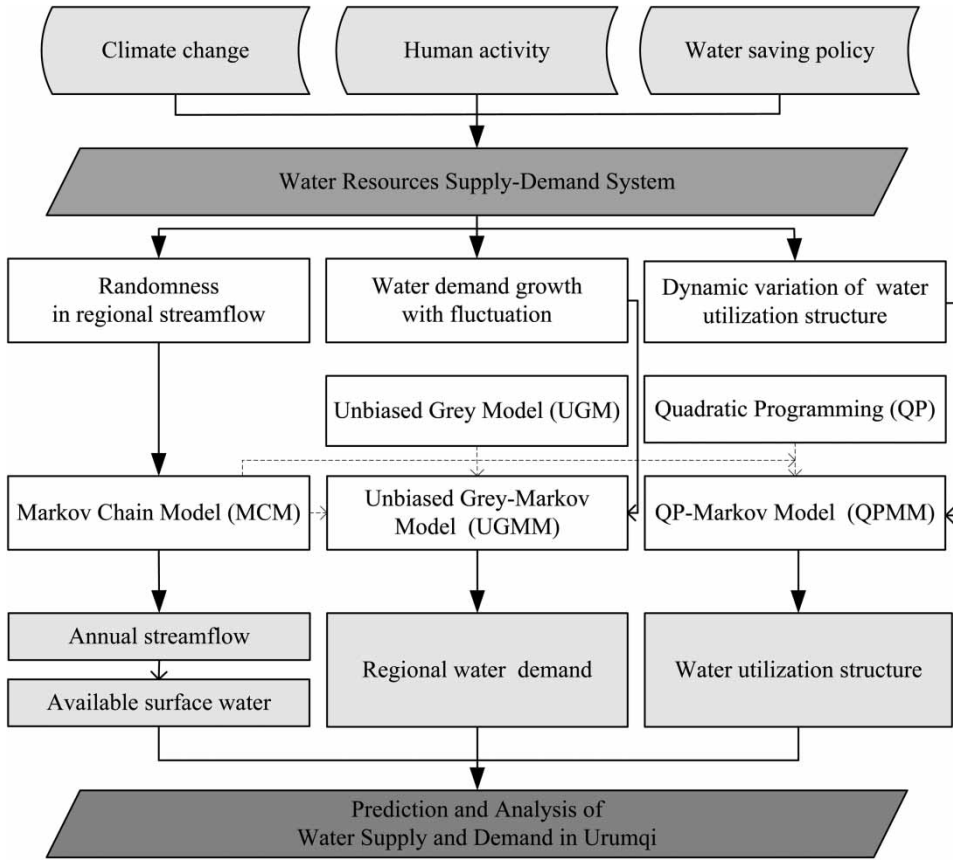 Climate change
Human activity
Water saving policy
Water Resources Supply-Demand System
Randomness
in regional streamflow
Water demand growth
with fluctuation
Dynamic variation of water
utilization structure
Unbiased Grey Model (UGM)
Quadratic Programming (QP)
Markov Chain Model (MCM)
Unbiased Grey-Markov
Model (UGMM)
QP-Markov Model (QPMM)
Annual streamflow
Available surface water
Regional water demand
Water utilization structure
Prediction and Analysis of
Water Supply and Demand in Urumqi